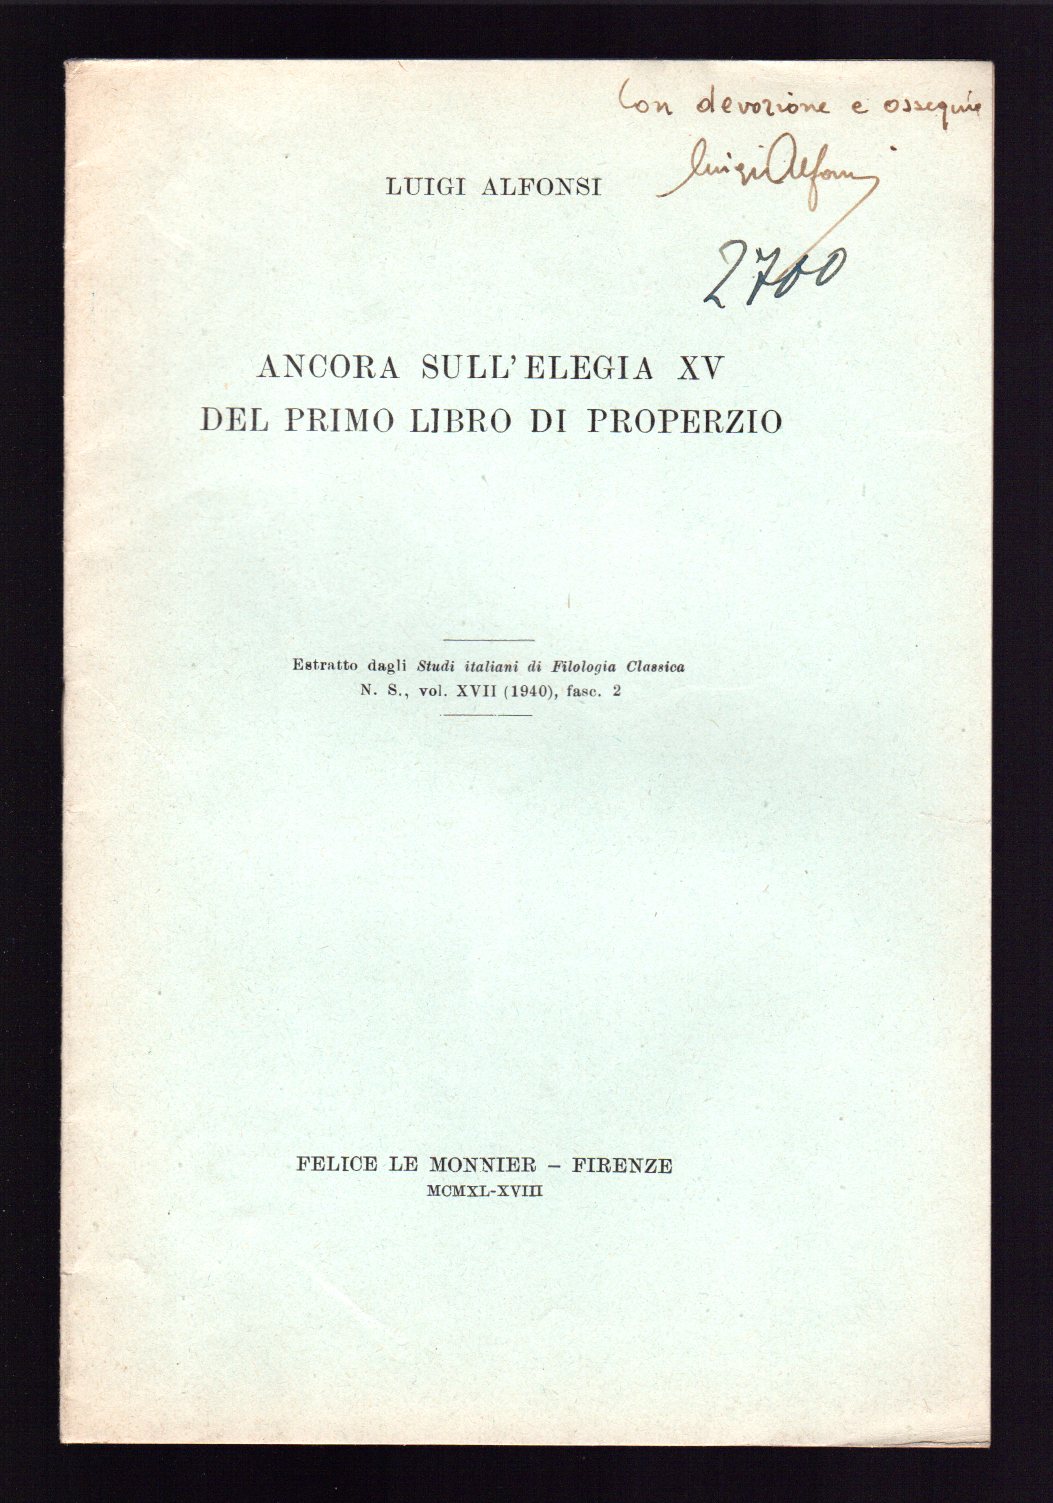 Con devozione e ossequie
Luigi Alfonsi
LUIGI ALFONSI
2700
ANCORA SULL' ELEGIA XV
DEL PRIMO LIBRO DI PROPERZIO
Estratto dagli Studi italiani di Filologia Classica
N. S., vol. XVII (1940), fasc. 2
FELICE LE MONNIER – FIRENZE
MCMXL-XVIII